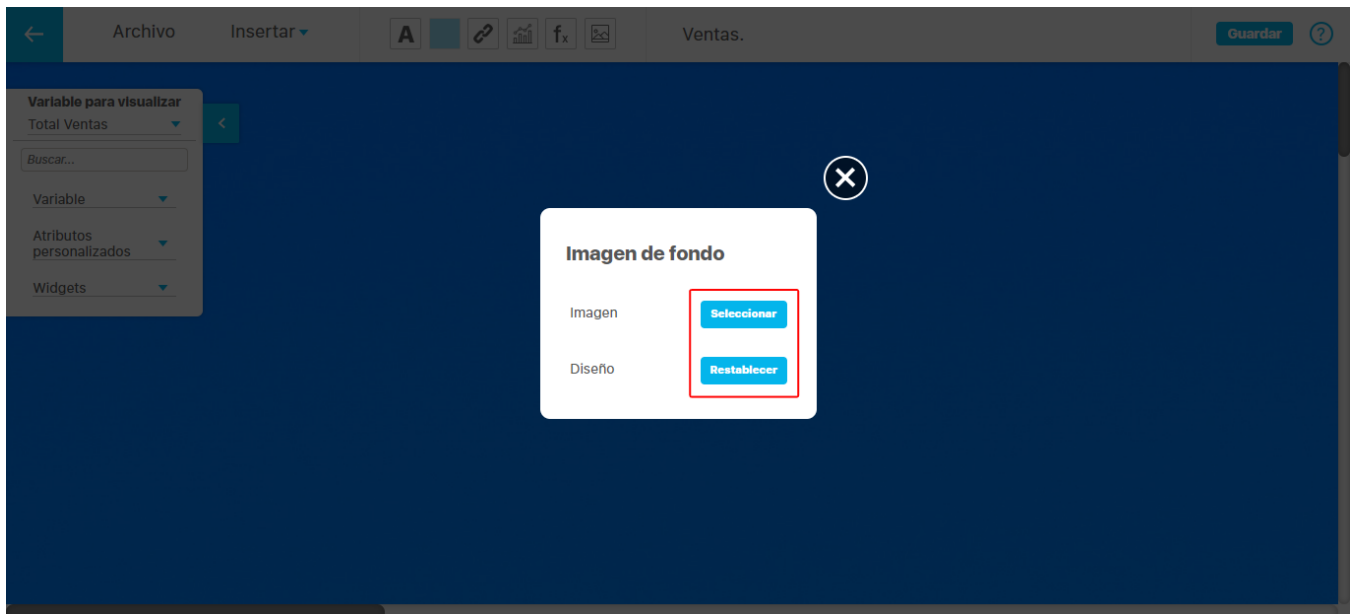 Archivo
Insertar
A
fx
Ventas.
Guardar
?
Variable para visualizar
Total Ventas
Buscar...
Variable
Atributos
personalizados
Widgets
Imagen de fondo
Imagen
Seleccionar
Diseño
Restablecer